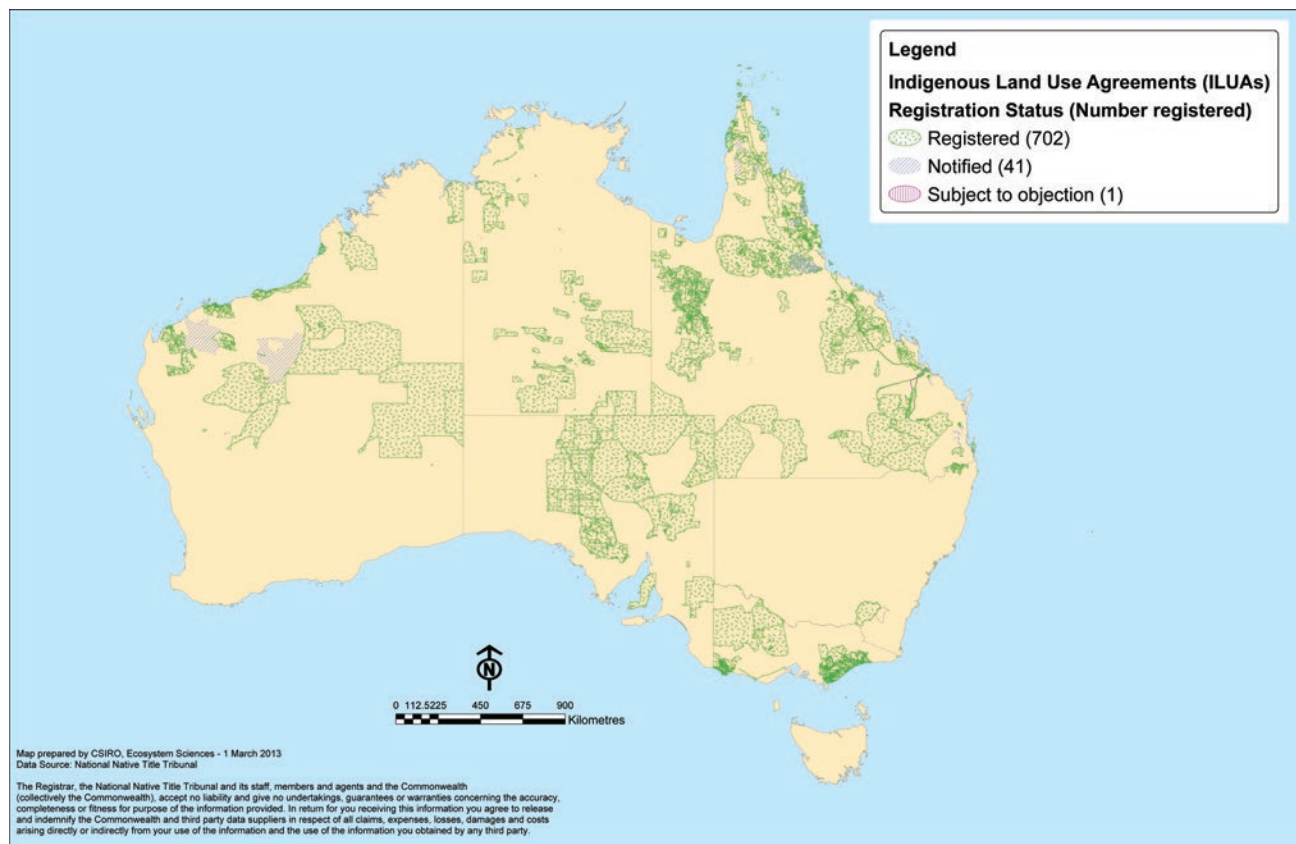 Legend
Indigenous Land Use Agreements (ILUAs)
Registration Status (Number registered)
Registered (702)
Notified (41)
Subject to objection (1)
N
0 112.5225 450 675 900
Kilometres
Map prepared by CSIRO, Ecosystem Sciences - 1 March 2013
Data Source: National Native Title Tribunal
The Registrar, the National Native Title Tribunal and its staff, members and agents and the Commonwealth
(collectively the Commonwealth), accept no liability and give no undertakings, guarantees or warranties concerning the accuracy,
completeness or fitness for purpose of the information provided. In return for you receiving this information you agree to release
and indemnify the Commonwealth and third party data suppliers in respect of all claims, expenses, losses, damages and costs
arising directly or indirectly from your use of the information and the use of the information you obtained by any third party.